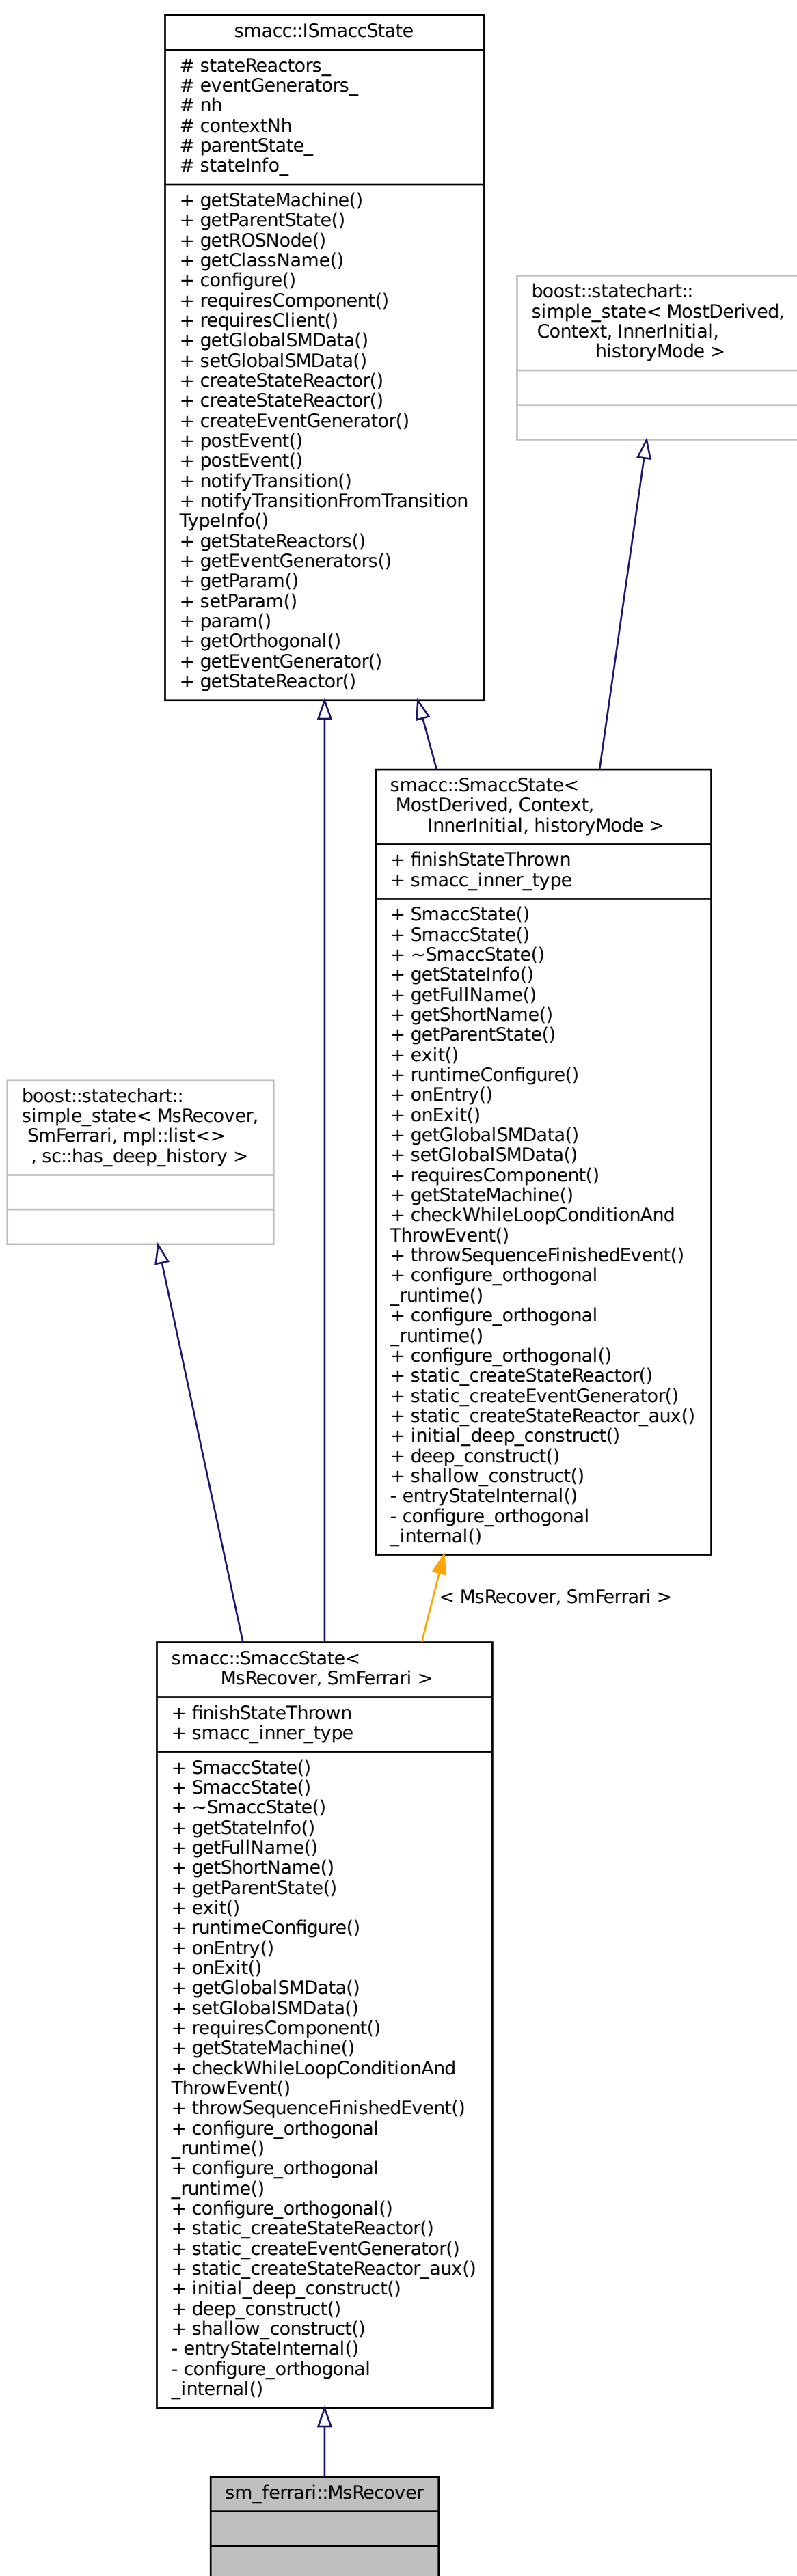 smacc::ISmaccState
# stateReactors_
# eventGenerators_
# nh
# contextNh
# parentState_
# stateInfo_
+ getStateMachine()
+ getParentState()
+ getROSNode()
+ getClassName()
+ configure()
+ requiresComponent()
+ requiresClient()
+ getGlobalSMData()
+ setGlobalSMData()
+ createStateReactor()
+ createStateReactor()
+ createEventGenerator()
+ postEvent()
+ postEvent()
+ notifyTransition()
+ notifyTransitionFromTransition
TypeInfo()
+ getStateReactors()
+ getEventGenerators()
+ getParam()
+ setParam()
+ param()
+ getOrthogonal()
+ getEventGenerator()
+ getStateReactor()
boost::statechart::
simple_state< MostDerived,
Context, InnerInitial,
historyMode >
smacc::SmaccState<
MostDerived, Context,
InnerInitial, historyMode >
+ finishStateThrown
+ smacc_inner_type
+ SmaccState()
+ SmaccState()
+ ~SmaccState()
+ getStateInfo()
+ getFullName()
+ getShortName()
+ getParentState()
+ exit()
+ runtimeConfigure()
+ onEntry()
+ onExit()
+ getGlobalSMData()
+ setGlobalSMData()
+ requiresComponent()
+ getStateMachine()
+ checkWhileLoopConditionAnd
ThrowEvent()
+ throwSequenceFinishedEvent()
+ configure_orthogonal
_runtime()
+ configure_orthogonal
_runtime()
+ configure_orthogonal()
+ static_createStateReactor()
+ static_createEventGenerator()
+ static_createStateReactor_aux()
+ initial_deep_construct()
+ deep_construct()
+ shallow_construct()
- entryStateInternal()
- configure_orthogonal
_internal()
boost::statechart::
simple_state< MsRecover,
SmFerrari, mpl::list<>
, sc::has_deep_history >
< MsRecover, SmFerrari >
smacc::SmaccState<
MsRecover, SmFerrari >
+ finishStateThrown
+ smacc_inner_type
+ SmaccState()
+ SmaccState()
+ ~SmaccState()
+ getStateInfo()
+ getFullName()
+ getShortName()
+ getParentState()
+ exit()
+ runtimeConfigure()
+ onEntry()
+ onExit()
+ getGlobalSMData()
+ setGlobalSMData()
+ requiresComponent()
+ getStateMachine()
+ checkWhileLoopConditionAnd
ThrowEvent()
+ throwSequenceFinishedEvent()
+ configure_orthogonal
_runtime()
+ configure_orthogonal
_runtime()
+ configure_orthogonal()
+ static_createStateReactor()
+ static_createEventGenerator()
+ static_createStateReactor_aux()
+ initial_deep_construct()
+ deep_construct()
+ shallow_construct()
- entryStateInternal()
- configure_orthogonal
_internal()
sm_ferrari::MsRecover